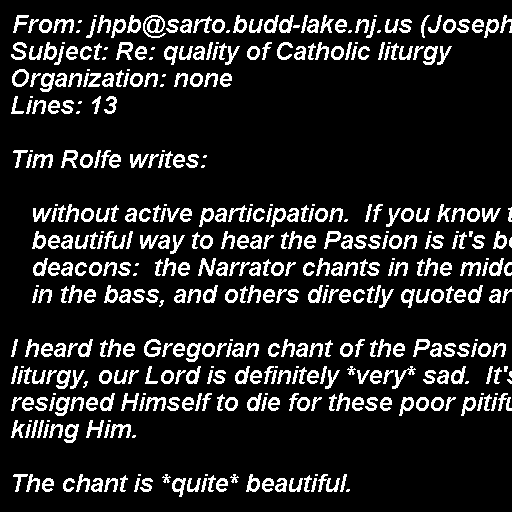 From: jhpb@sarto.budd-lake.nj.us (Joseph
Subject: Re: quality of Catholic liturgy
Organization: none
Lines: 13
Tim Rolfe writes:
without active participation.  If you know
beautiful way to hear the Passion is it's
deacons:  the Narrator chants in the
in the bass, and others directly quoted
I heard the Gregorian chant of the Passion
liturgy, our Lord is definitely *very* sad.  It's
resigned Himself to die for these poor
killing Him.
The chant is *quite* beautiful.